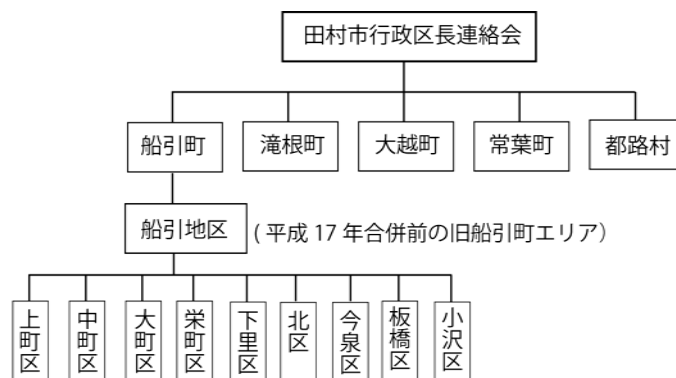 田村市行政区長連絡会
船引町
滝根町
大越町
常葉町
都路村
船引地区
(平成 17 年合併前の旧船引町エリア)
上町区
中町区
大町区
栄町区
下里区
北区
今泉区
板橋区
小沢区